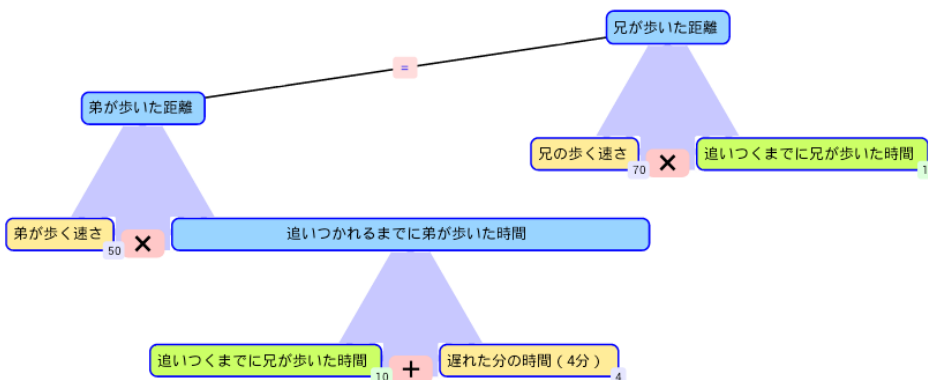 兄が歩いた距離
=
弟が歩いた距離
兄の歩く速さ
70
×
追いつくまでに兄が歩いた時間
1
弟が歩く速さ
50
×
追いつかれるまでに弟が歩いた時間
追いつくまでに兄が歩いた時間
10
+
遅れた分の時間(4分)
4